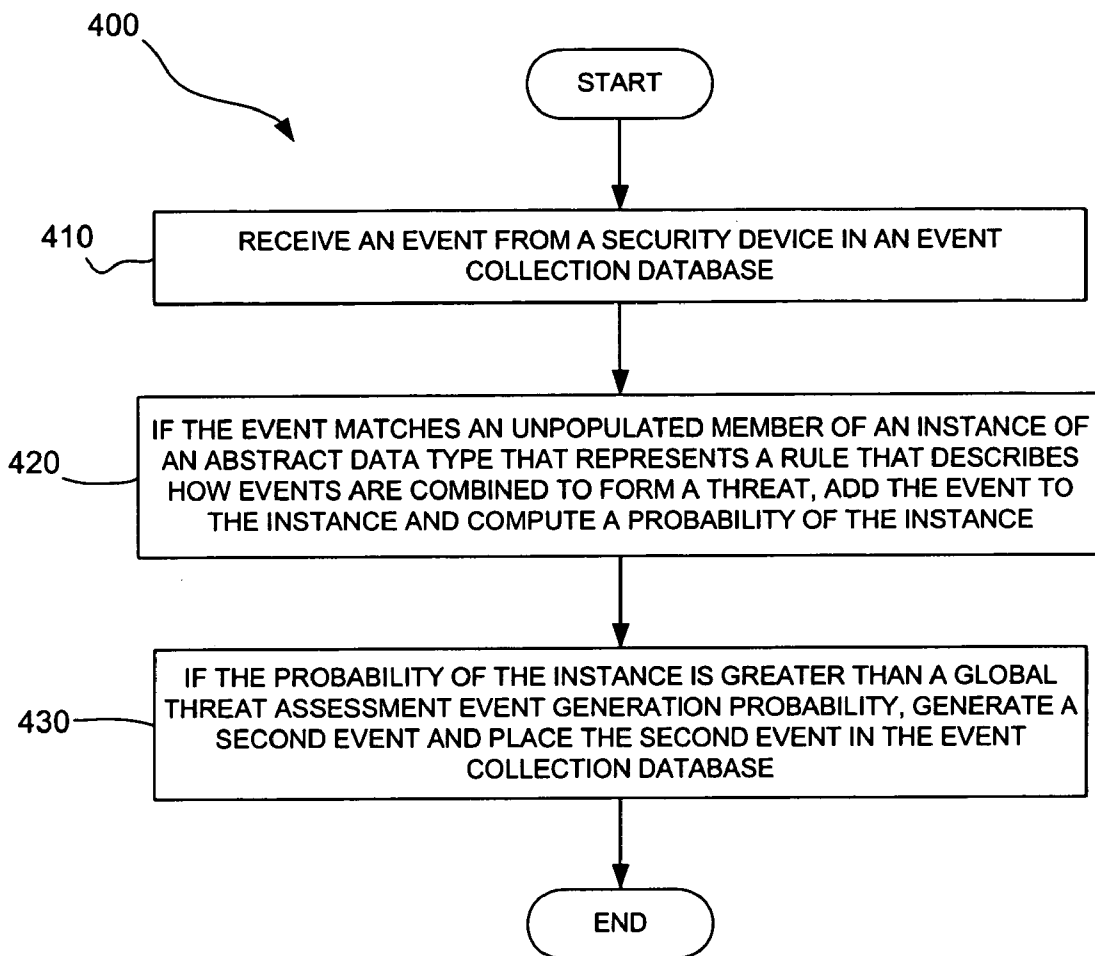 400
START
410
RECEIVE AN EVENT FROM A SECURITY DEVICE IN AN EVENT
COLLECTION DATABASE
420
IF THE EVENT MATCHES AN UNPOPULATED MEMBER OF AN INSTANCE OF
AN ABSTRACT DATA TYPE THAT REPRESENTS A RULE THAT DESCRIBES
HOW EVENTS ARE COMBINED TO FORM A THREAT, ADD THE EVENT TO
THE INSTANCE AND COMPUTE A PROBABILITY OF THE INSTANCE
430
IF THE PROBABILITY OF THE INSTANCE IS GREATER THAN A GLOBAL
THREAT ASSESSMENT EVENT GENERATION PROBABILITY, GENERATE A
SECOND EVENT AND PLACE THE SECOND EVENT IN THE EVENT
COLLECTION DATABASE
END